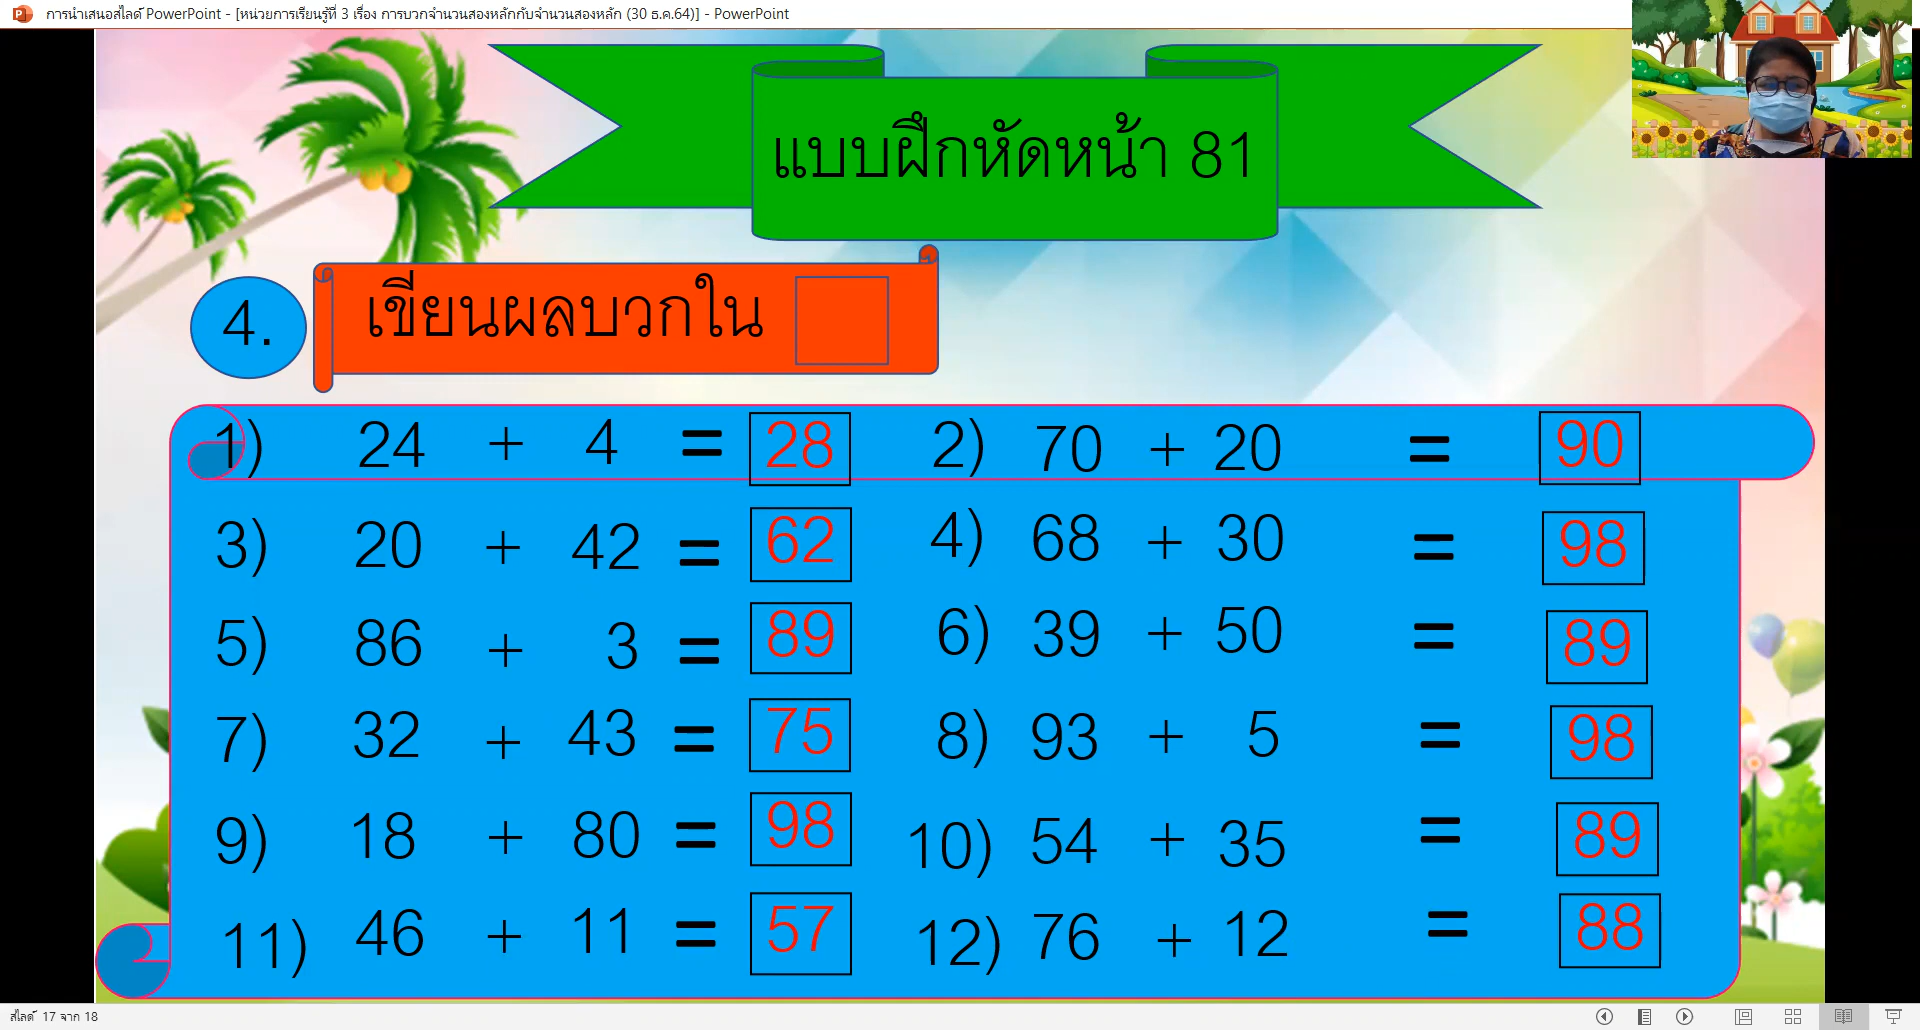 การนำเสนอสไลด์ PowerPoint - [หน่วยการเรียนรู้ที่ 3 เรื่อง การบวกจำนวนสองหลักกับจำนวนสองหลัก (30 ธ.ค.64)] - PowerPoint
แบบฝึกหัดหน้า 81
4. เขียนผลบวกใน
1) 24 + 4 = 28 2) 70 + 20 = 90
3) 20 + 42 = 62 4) 68 + 30 = 98
5) 86 + 3 = 89 6) 39 + 50 = 89
7) 32 + 43 = 75 8) 93 + 5 = 98
9) 18 + 80 = 98 10) 54 + 35 = 89
11) 46 + 11 = 57 12) 76 + 12 = 88
สไลด์ 17 จาก 18